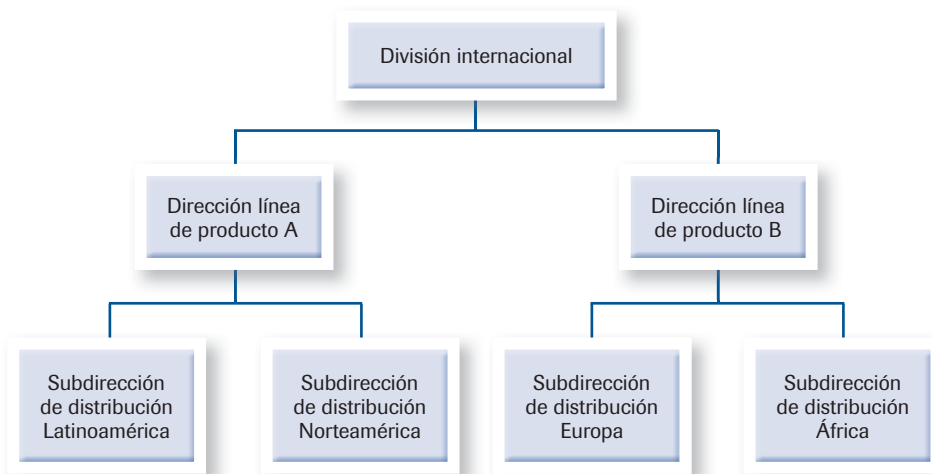 División internacional
Dirección línea
de producto A
Dirección línea
de producto B
Subdirección
de distribución
Latinoamérica
Subdirección
de distribución
Norteamérica
Subdirección
de distribución
Europa
Subdirección
de distribución
África